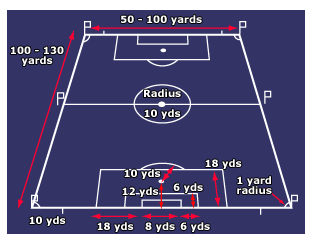 50 - 100 yards
100 - 130
yards
Radius
10 yds
10 yds
18 yds
12 yds
6 yds
1 yard
radius
10 yds
18 yds
8 yds
6 yds